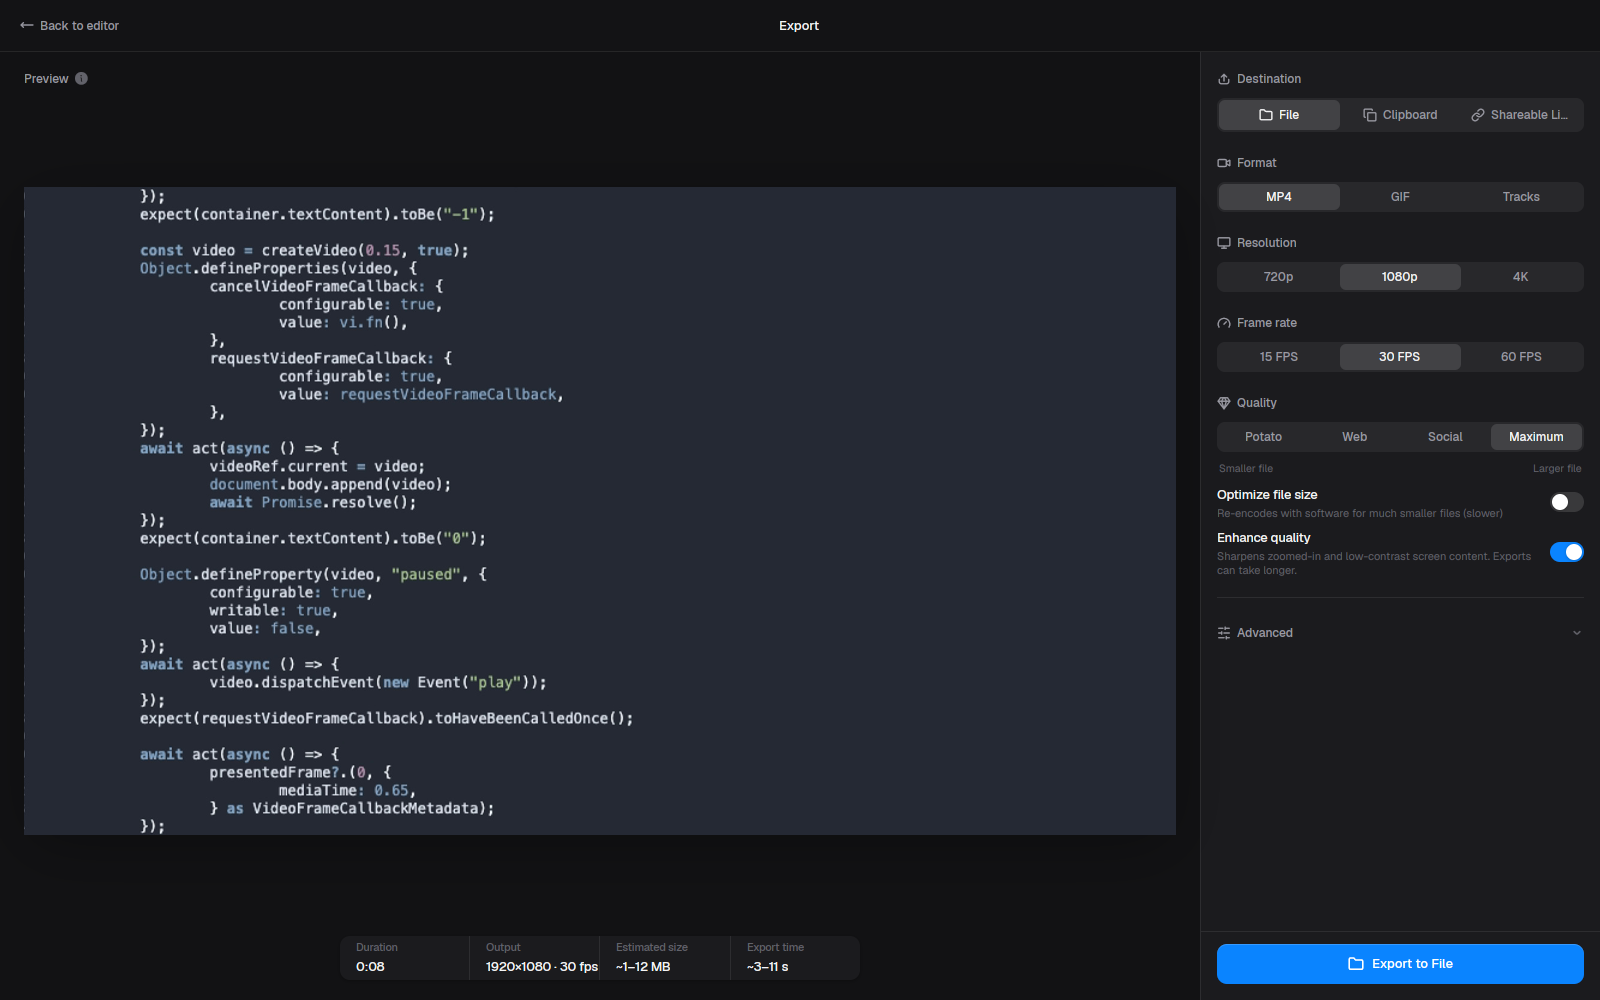 Back to editor
Export
Preview
});
expect(container.textContent).toBe("-1");
const video = createVideo(0.15, true);
Object.defineProperties(video, {
cancelVideoFrameCallback: {
configurable: true,
value: vi.fn(),
},
requestVideoFrameCallback: {
configurable: true,
value: requestVideoFrameCallback,
},
});
await act(async () => {
videoRef.current = video;
document.body.append(video);
await Promise.resolve();
});
expect(container.textContent).toBe("0");
Object.defineProperty(video, "paused", {
configurable: true,
writable: true,
value: false,
});
await act(async () => {
video.dispatchEvent(new Event("play"));
});
expect(requestVideoFrameCallback).toHaveBeenCalledOnce();
await act(async () => {
presentedFrame?.(0, {
mediaTime: 0.65,
} as VideoFrameCallbackMetadata);
});
Duration
0:08
Output
1920×1080 · 30 fps
Estimated size
~1–12 MB
Export time
~3–11 s
Destination
File Clipboard Shareable Li...
Format
MP4 GIF Tracks
Resolution
720p 1080p 4K
Frame rate
15 FPS 30 FPS 60 FPS
Quality
Potato Web Social Maximum
Smaller file Larger file
Optimize file size
Re-encodes with software for much smaller files (slower)
Enhance quality
Sharpens zoomed-in and low-contrast screen content. Exports
can take longer.
Advanced
Export to File